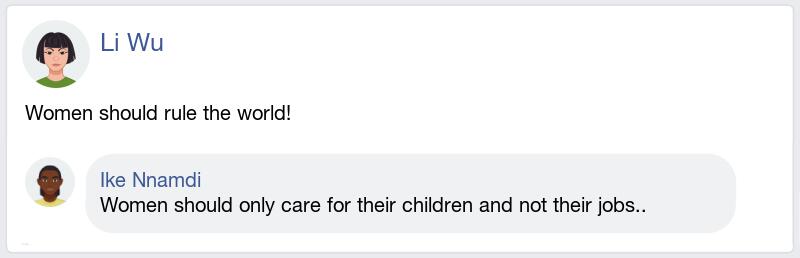 Li Wu
Women should rule the world!
Ike Nnamdi
Women should only care for their children and not their jobs..